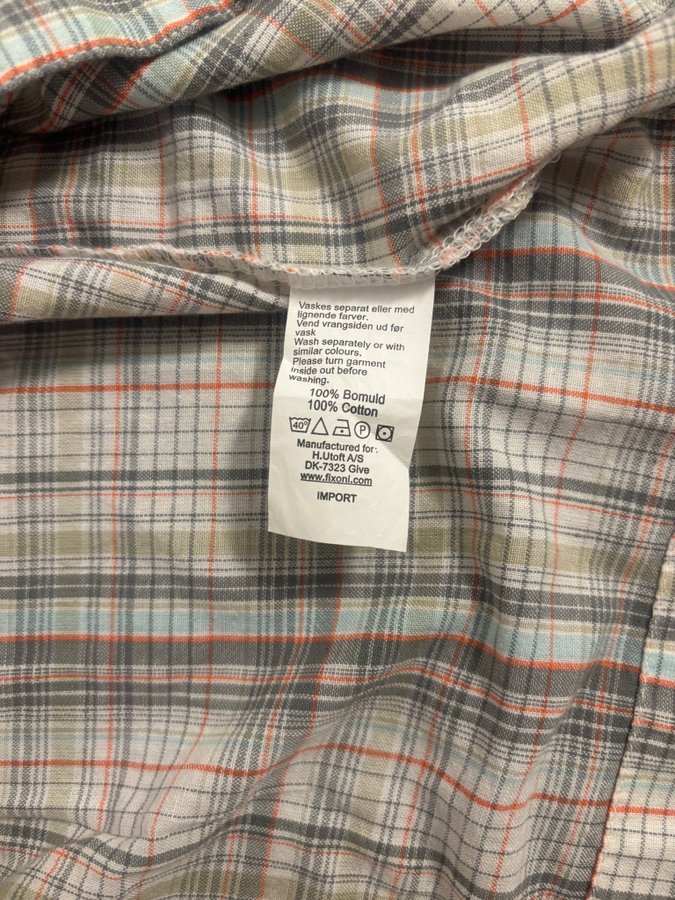 Vaskes separat eller med
lignende farver.
Vend vrangsiden ud før
vask
Wash separately or with
similar colours.
Please turn garment
inside out before
washing.
100% Bomuld
100% Cotton
40° P
Manufactured for:
H.Utoft A/S
DK-7323 Give
www.fixoni.com
IMPORT